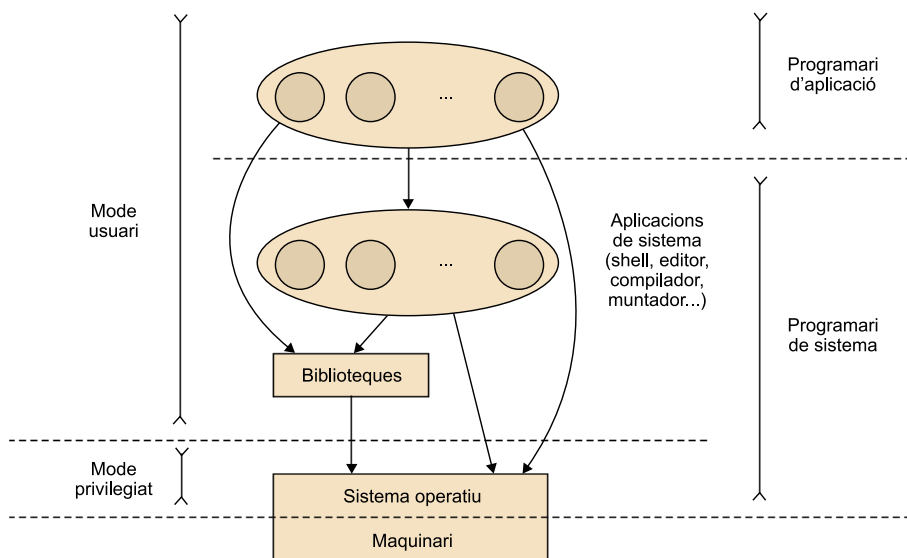 ...
Programari
d'aplicació
Mode
usuari
...
Aplicacions
de sistema
(shell, editor,
compilador,
muntador...)
Programari
de sistema
Biblioteques
Mode
privilegiat
Sistema operatiu
Maquinari